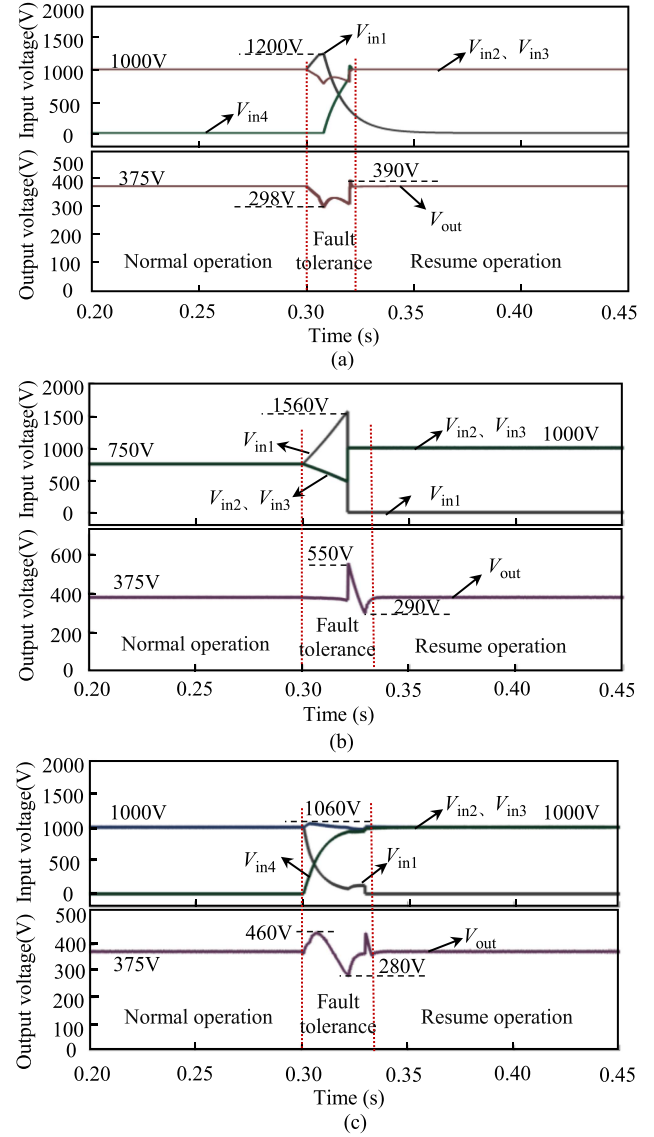 Input voltage(V)
2000
1500
1000
500
0
1000V
1200V
Vin1
Vin2、Vin3
Vin4
Output voltage(V)
500
400
300
200
100
0
375V
298V
390V
Vout
Normal operation
Fault
tolerance
Resume operation
0.20 0.25 0.30 0.35 0.40 0.45
Time (s)
(a)
Input voltage(V)
2000
1500
1000
500
0
750V
1560V
Vin1
Vin2、Vin3
Vin2、Vin3 1000V
Vin1
Output voltage(V)
600
400
200
0
375V
550V
290V
Vout
Normal operation
Fault
tolerance
Resume operation
0.20 0.25 0.30 0.35 0.40 0.45
Time (s)
(b)
Input voltage(V)
2000
1500
1000
500
0
1000V
1060V
Vin2、Vin3 1000V
Vin4
Vin1
Output voltage(V)
500
400
300
200
100
0
375V
460V
280V
Vout
Normal operation
Fault
tolerance
Resume operation
0.20 0.25 0.30 0.35 0.40 0.45
Time (s)
(c)